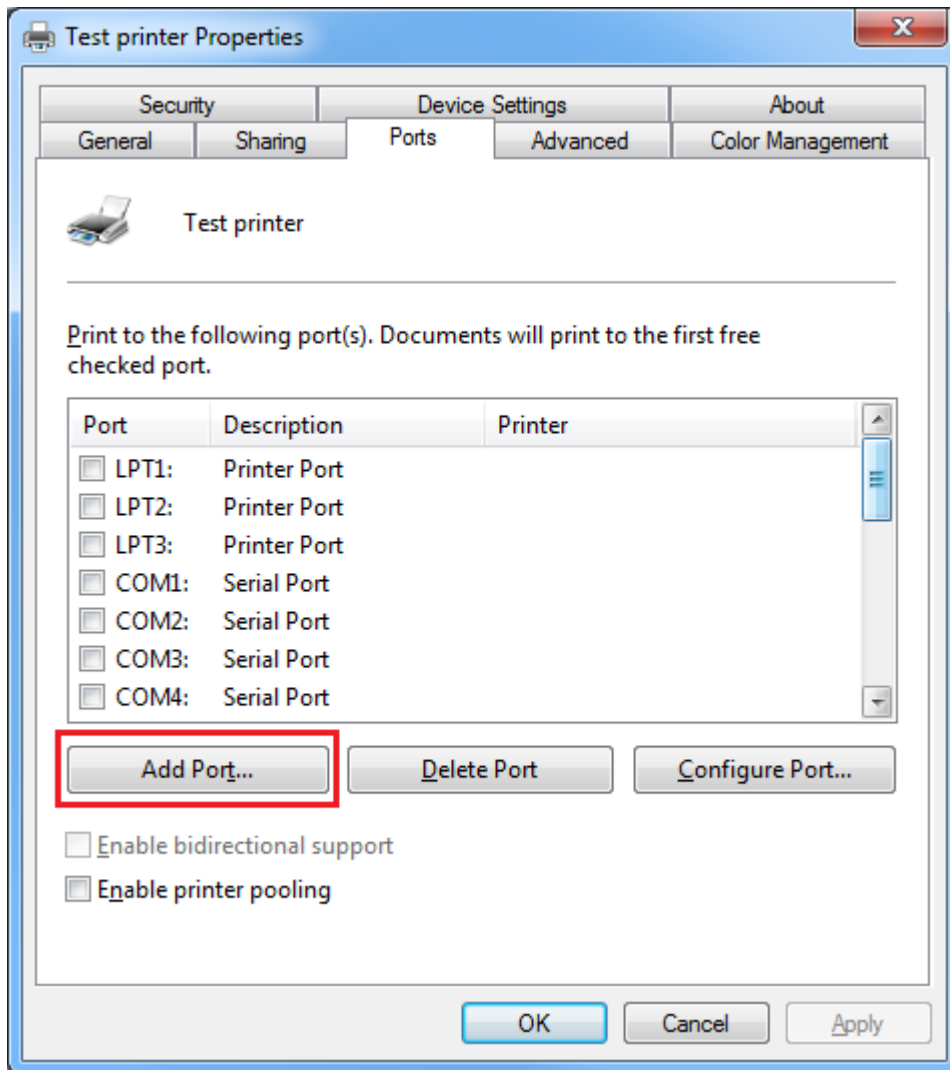 Test printer Properties
Security Device Settings About
General Sharing Ports Advanced Color Management
Test printer
Print to the following port(s). Documents will print to the first free
checked port.
Port Description Printer
LPT1: Printer Port
LPT2: Printer Port
LPT3: Printer Port
COM1: Serial Port
COM2: Serial Port
COM3: Serial Port
COM4: Serial Port
Add Port... Delete Port Configure Port...
Enable bidirectional support
Enable printer pooling
OK Cancel Apply